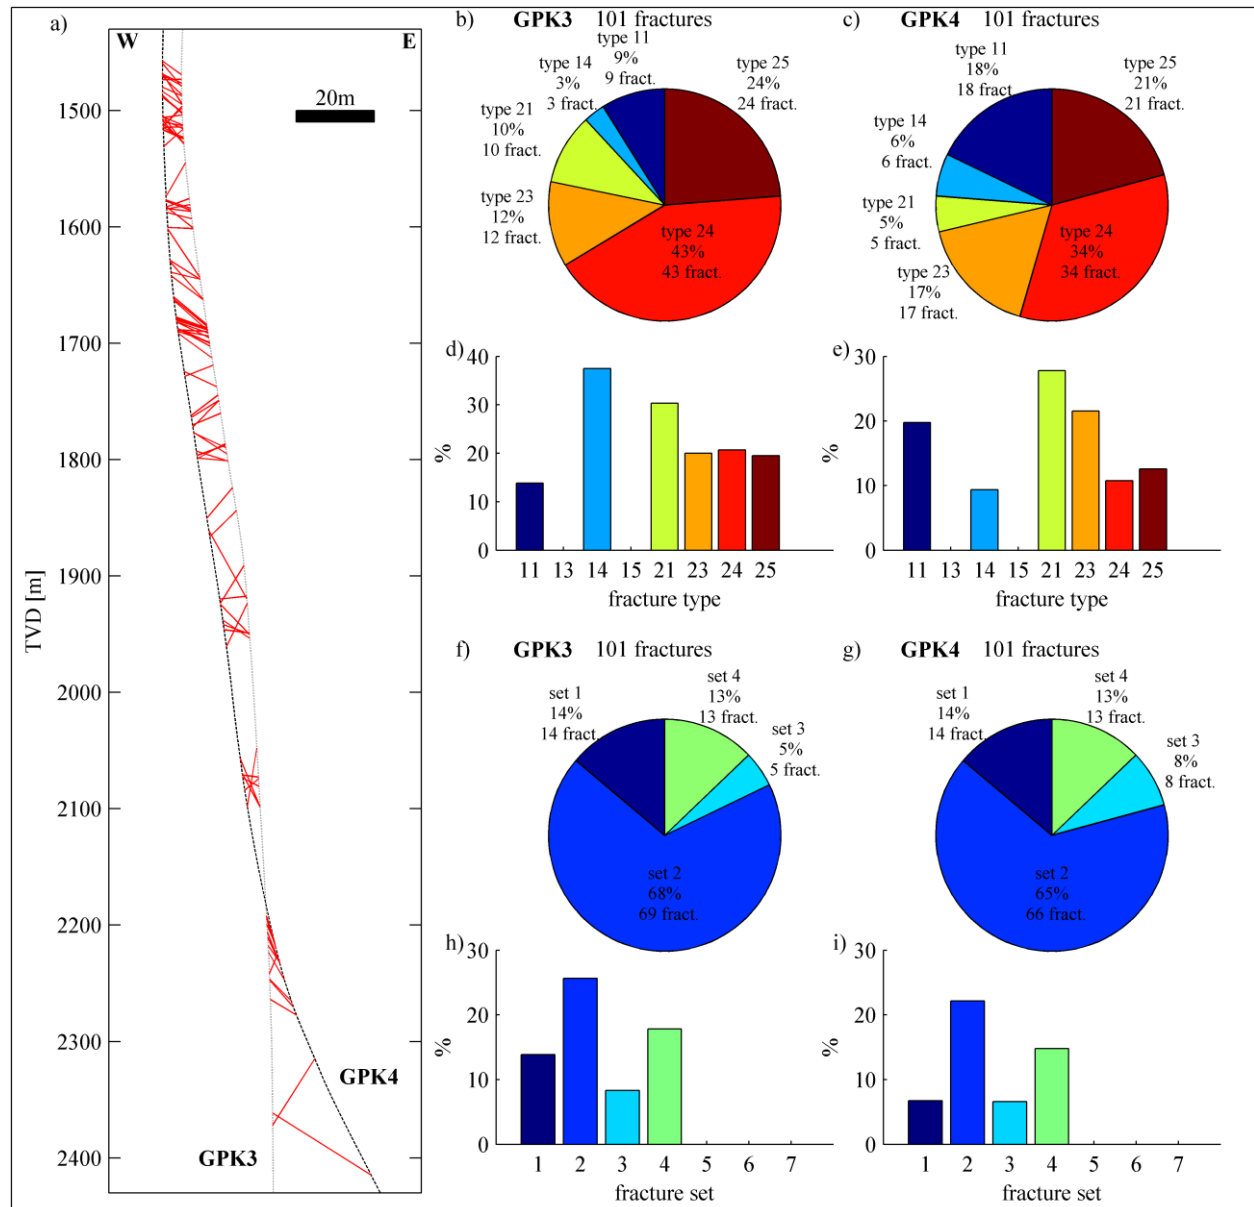 a)
W
E
20m
1500
1600
1700
1800
1900
2000
2100
2200
2300
2400
TVD [m]
GPK4
GPK3
b)
GPK3 101 fractures
type 11
9%
9 fract.
type 14
3%
3 fract.
type 21
10%
10 fract.
type 23
12%
12 fract.
type 24
43%
43 fract.
type 25
24%
24 fract.
c)
GPK4 101 fractures
type 11
18%
18 fract.
type 14
6%
6 fract.
type 21
5%
5 fract.
type 23
17%
17 fract.
type 24
34%
34 fract.
type 25
21%
21 fract.
d)
40
30
20
10
0
%
11 13 14 15 21 23 24 25
fracture type
e)
30
20
10
0
%
11 13 14 15 21 23 24 25
fracture type
f)
GPK3 101 fractures
set 1
14%
14 fract.
set 4
13%
13 fract.
set 3
5%
5 fract.
set 2
68%
69 fract.
g)
GPK4 101 fractures
set 1
14%
14 fract.
set 4
13%
13 fract.
set 3
8%
8 fract.
set 2
65%
66 fract.
h)
30
20
10
0
%
1 2 3 4 5 6 7
fracture set
i)
30
20
10
0
%
1 2 3 4 5 6 7
fracture set